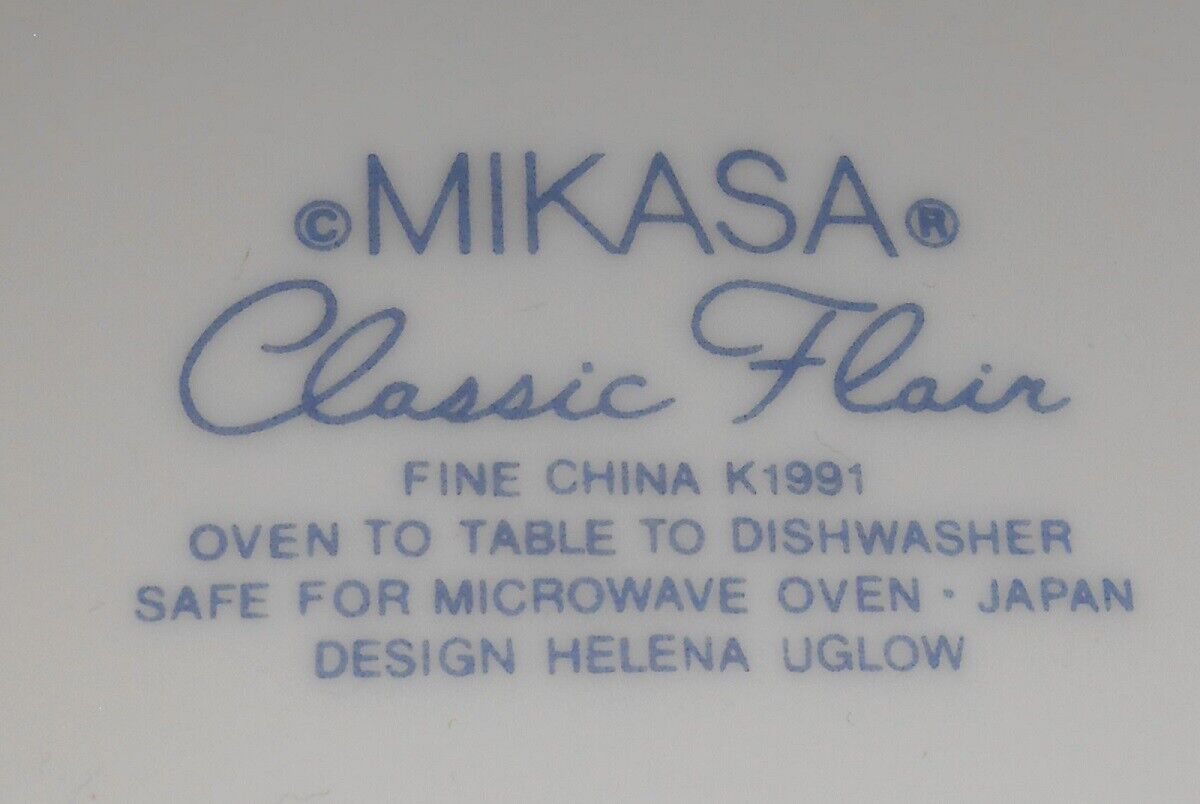 ©MIKASA®
Classic Flair
FINE CHINA K1991
OVEN TO TABLE TO DISHWASHER
SAFE FOR MICROWAVE OVEN · JAPAN
DESIGN HELENA UGLOW